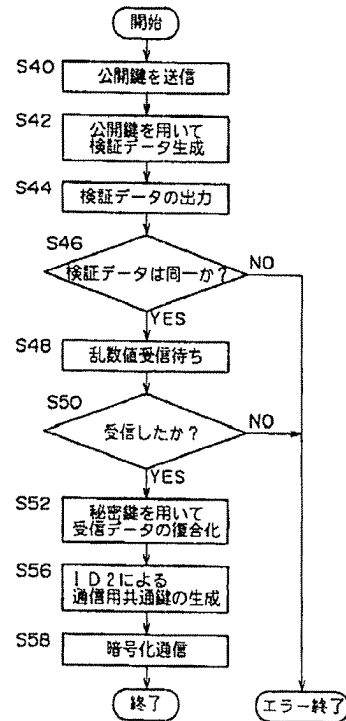 開始
S40
公開鍵を送信
S42
公開鍵を用いて
検証データ生成
S44
検証データの出力
S46
検証データは同一か?
NO
YES
S48
乱数値受信待ち
S50
受信したか?
NO
YES
S52
秘密鍵を用いて
受信データの復合化
S56
ID2による
通信用共通鍵の生成
S58
暗号化通信
終了
エラー終了